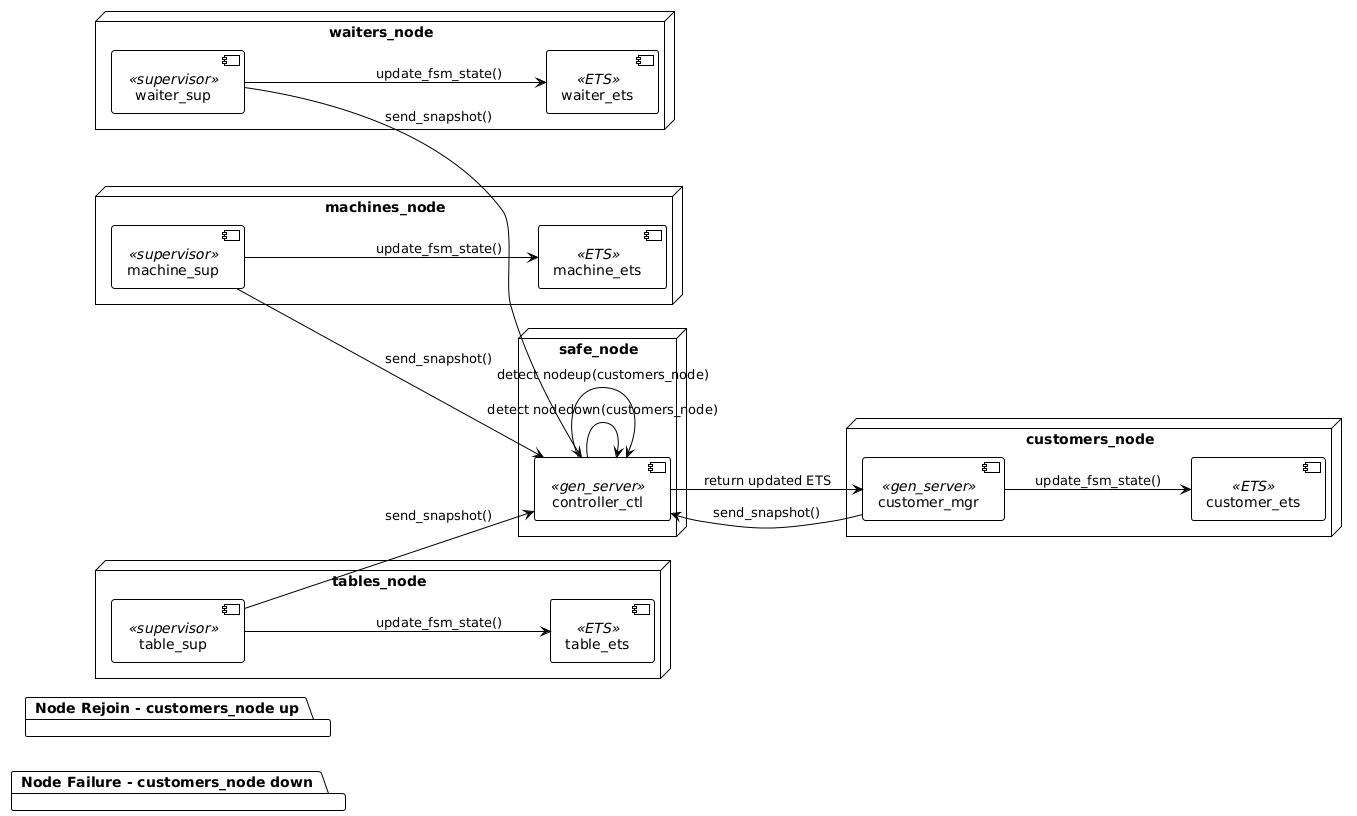 waiters_node
«supervisor»
waiter_sup
update_fsm_state()
«ETS»
waiter_ets
send_snapshot()
machines_node
«supervisor»
machine_sup
update_fsm_state()
«ETS»
machine_ets
send_snapshot()
safe_node
detect nodeup(customers_node)
detect nodedown(customers_node)
«gen_server»
controller_ctl
return updated ETS
send_snapshot()
customers_node
«gen_server»
customer_mgr
update_fsm_state()
«ETS»
customer_ets
send_snapshot()
tables_node
«supervisor»
table_sup
update_fsm_state()
«ETS»
table_ets
Node Rejoin - customers_node up
Node Failure - customers_node down